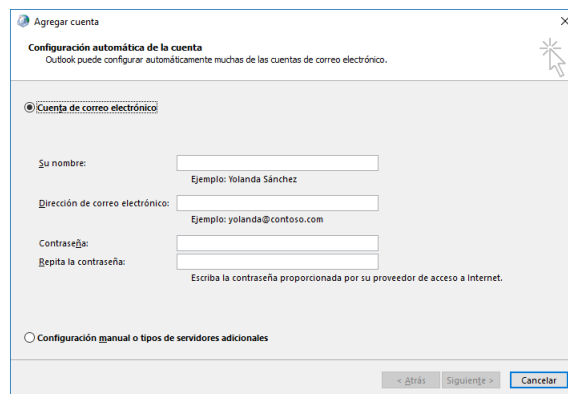 Agregar cuenta
Configuración automática de la cuenta
Outlook puede configurar automáticamente muchas de las cuentas de correo electrónico.
Cuenta de correo electrónico
Su nombre:
Ejemplo: Yolanda Sánchez
Dirección de correo electrónico:
Ejemplo: yolanda@contoso.com
Contraseña:
Repita la contraseña:
Escriba la contraseña proporcionada por su proveedor de acceso a Internet.
Configuración manual o tipos de servidores adicionales
< Atrás Siguiente > Cancelar